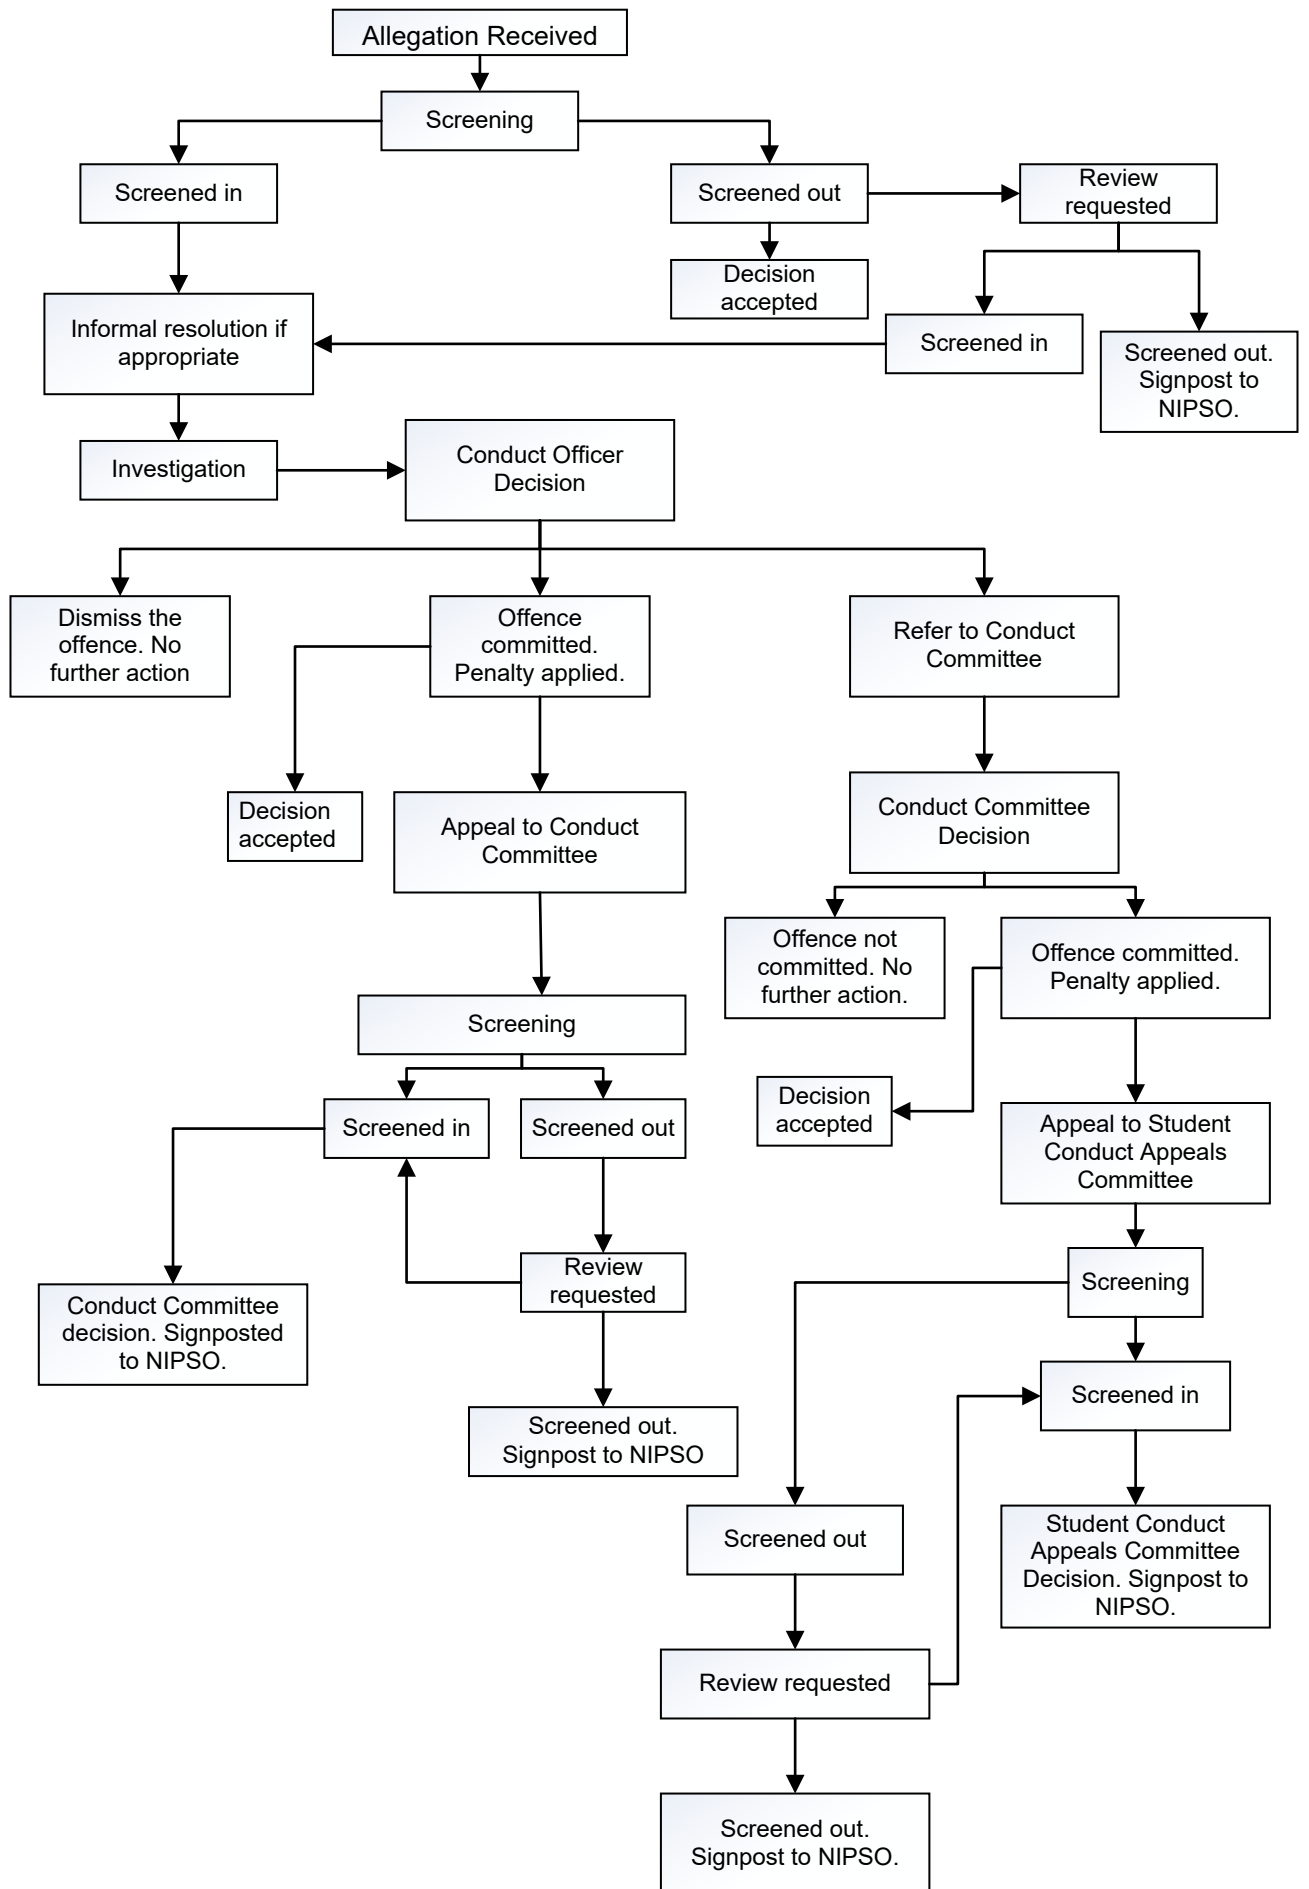 Allegation Received
Screening
Screened in
Screened out
Review
requested
Decision
accepted
Informal resolution if
appropriate
Screened in
Screened out.
Signpost to
NIPSO.
Investigation
Conduct Officer
Decision
Dismiss the
offence. No
further action
Offence
committed.
Penalty applied.
Refer to Conduct
Committee
Decision
accepted
Appeal to Conduct
Committee
Conduct Committee
Decision
Offence not
committed. No
further action.
Offence committed.
Penalty applied.
Screening
Decision
accepted
Screened in
Screened out
Appeal to Student
Conduct Appeals
Committee
Review
requested
Screening
Conduct Committee
decision. Signposted
to NIPSO.
Screened in
Screened out.
Signpost to NIPSO
Screened out
Student Conduct
Appeals Committee
Decision. Signpost to
NIPSO.
Review requested
Screened out.
Signpost to NIPSO.